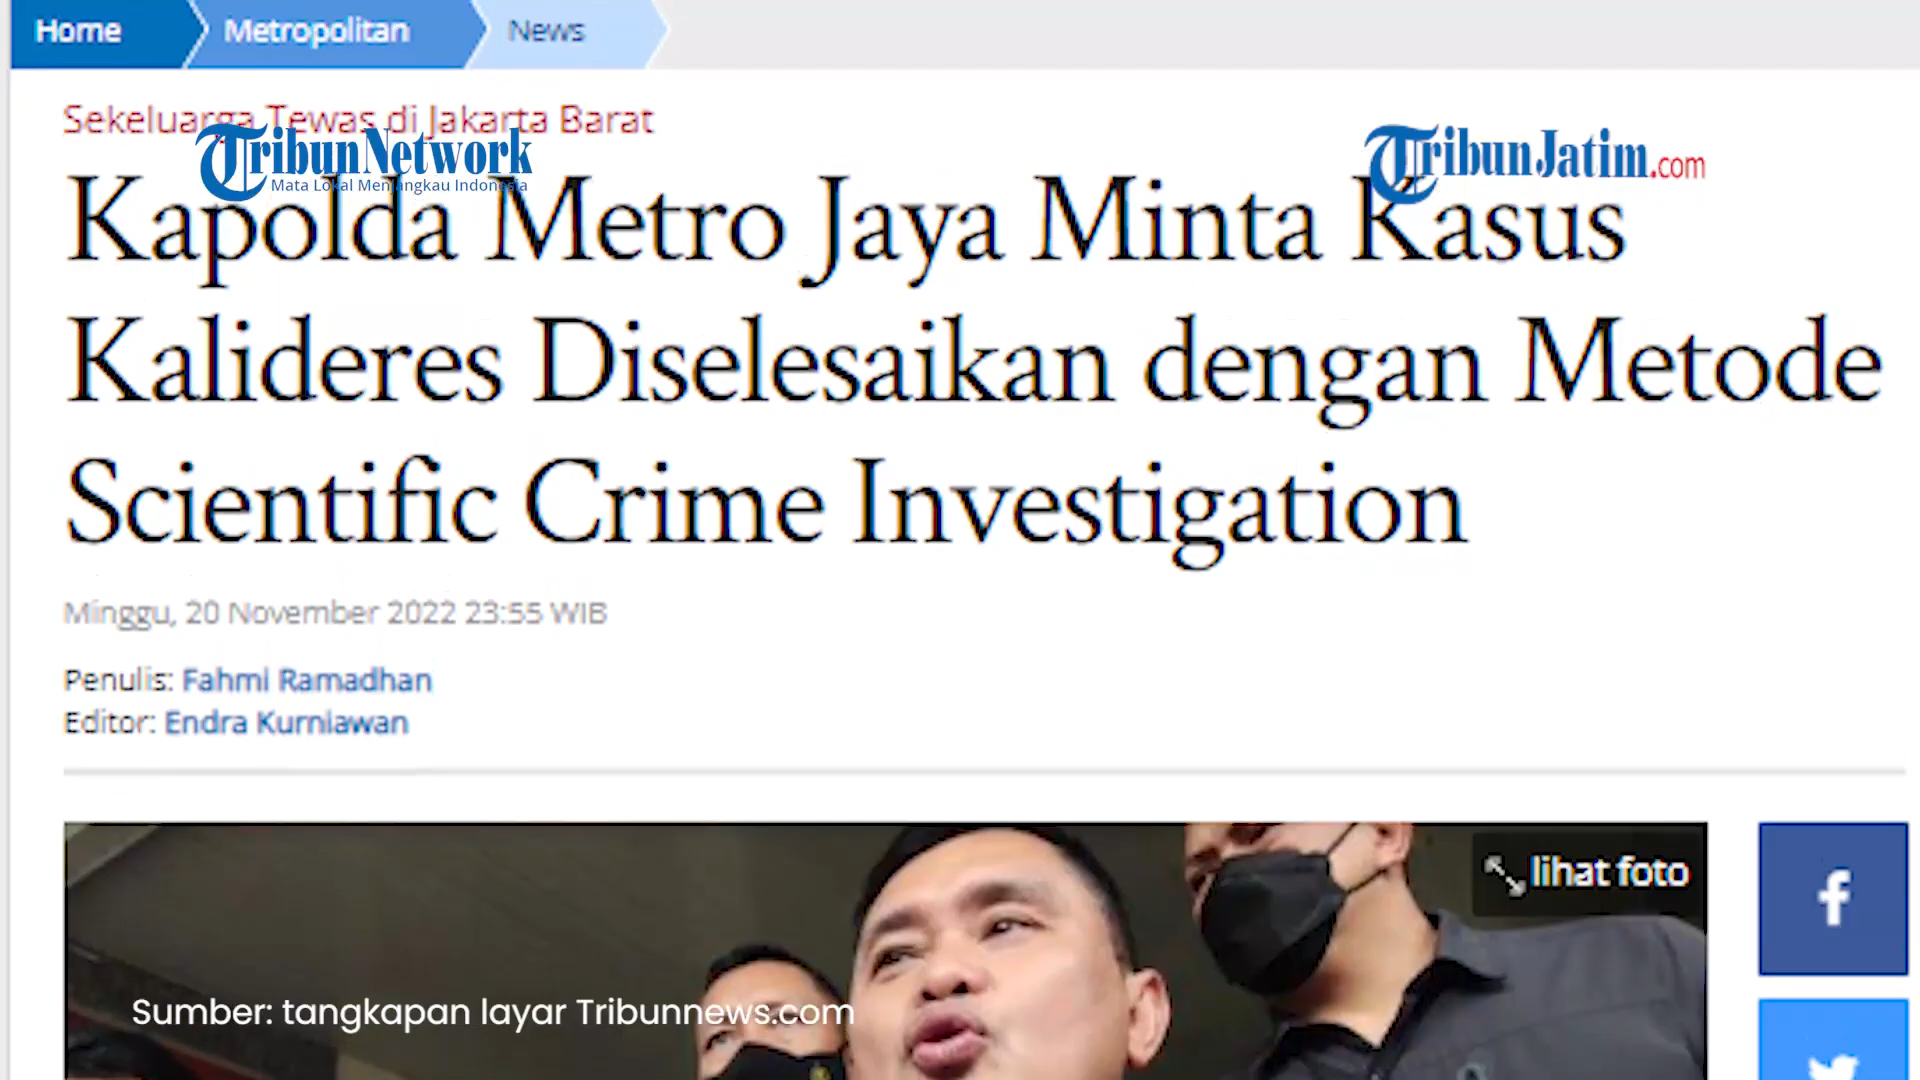 Home
Metropolitan
News
Sekeluarga Tewas di Jakarta Barat
TribunNetwork
Mata Lokal Menjangkau Indonesia
TribunJatim.com
Kapolda Metro Jaya Minta Kasus
Kalideres Diselesaikan dengan Metode
Scientific Crime Investigation
Minggu, 20 November 2022 23:55 WIB
Penulis: Fahmi Ramadhan
Editor: Endra Kurniawan
lihat foto
f
Sumber: tangkapan layar Tribunnews.com